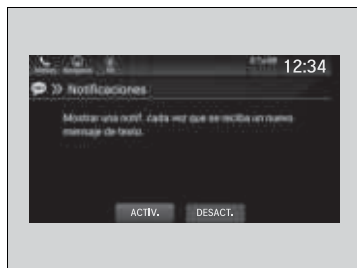 12:34
Notificaciones
Mostrar una notif. cada vez que se reciba un nuevo
mensaje de texto.
ACTIV. DESACT.